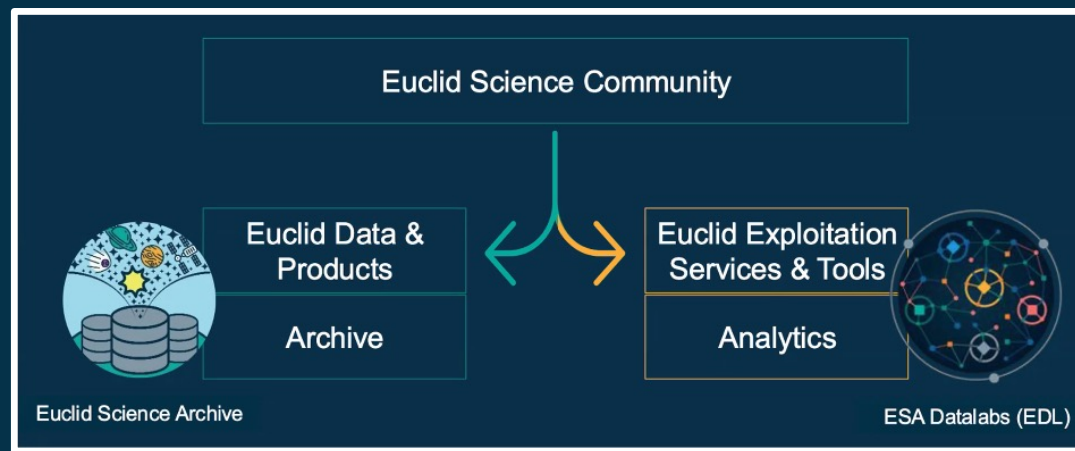 Euclid Science Community
Euclid Data &
Products
Archive
Euclid Exploitation
Services & Tools
Analytics
Euclid Science Archive
ESA Datalabs (EDL)